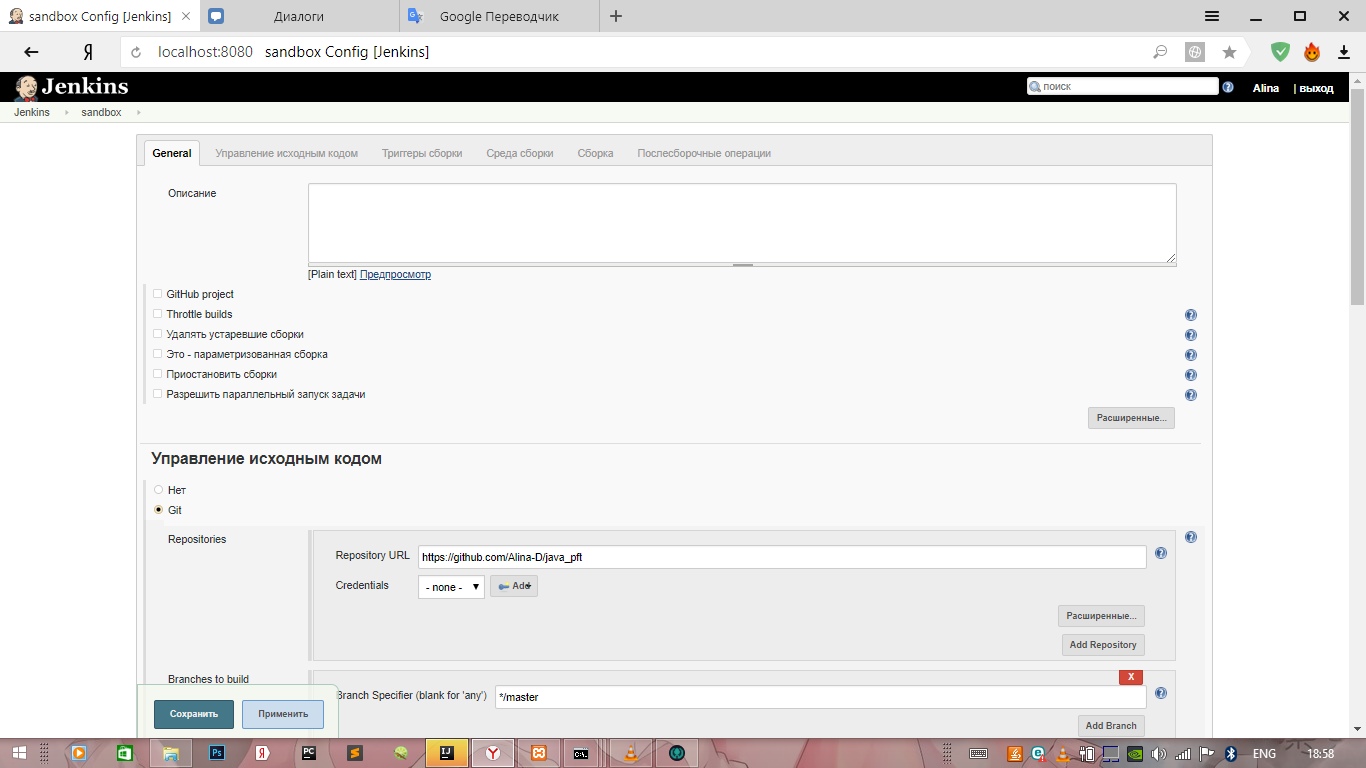 sandbox Config [Jenkins]
Диалоги
Google Переводчик
Я localhost:8080 sandbox Config [Jenkins]
Jenkins
поиск
Alina | выход
Jenkins sandbox
General Управление исходным кодом Триггеры сборки Среда сборки Сборка Послесборочные операции
Описание
[Plain text] Предпросмотр
GitHub project
Throttle builds
Удалять устаревшие сборки
Это - параметризованная сборка
Приостановить сборки
Разрешить параллельный запуск задачи
Расширенные...
Управление исходным кодом
Нет
Git
Repositories
Repository URL https://github.com/Alina-D/java_pft
Credentials - none - Add
Расширенные...
Add Repository
Branches to build
X
Branch Specifier (blank for 'any') */master
Add Branch
Сохранить Применить
Ps Я PC S IJ Y C:\_ ENG 18:58